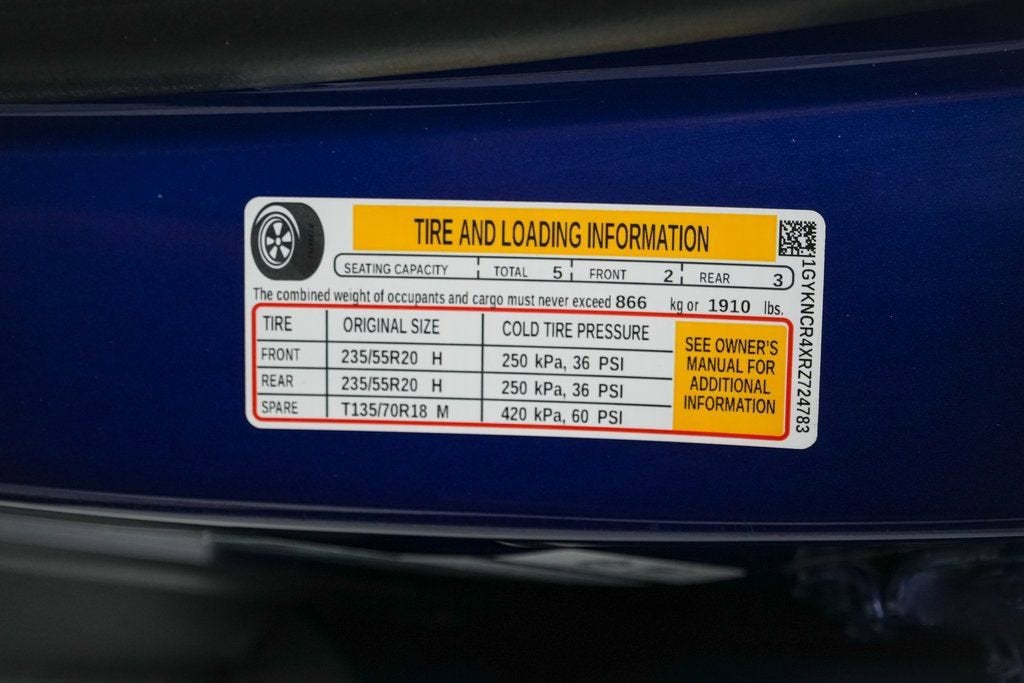 TIRE AND LOADING INFORMATION
SEATING CAPACITY TOTAL 5 FRONT 2 REAR 3
The combined weight of occupants and cargo must never exceed 866 kg or 1910 lbs.
TIRE ORIGINAL SIZE COLD TIRE PRESSURE
FRONT 235/55R20 H 250 kPa, 36 PSI
REAR 235/55R20 H 250 kPa, 36 PSI
SPARE T135/70R18 M 420 kPa, 60 PSI
SEE OWNER'S
MANUAL FOR
ADDITIONAL
INFORMATION
1GYKNCR4XRZ724783